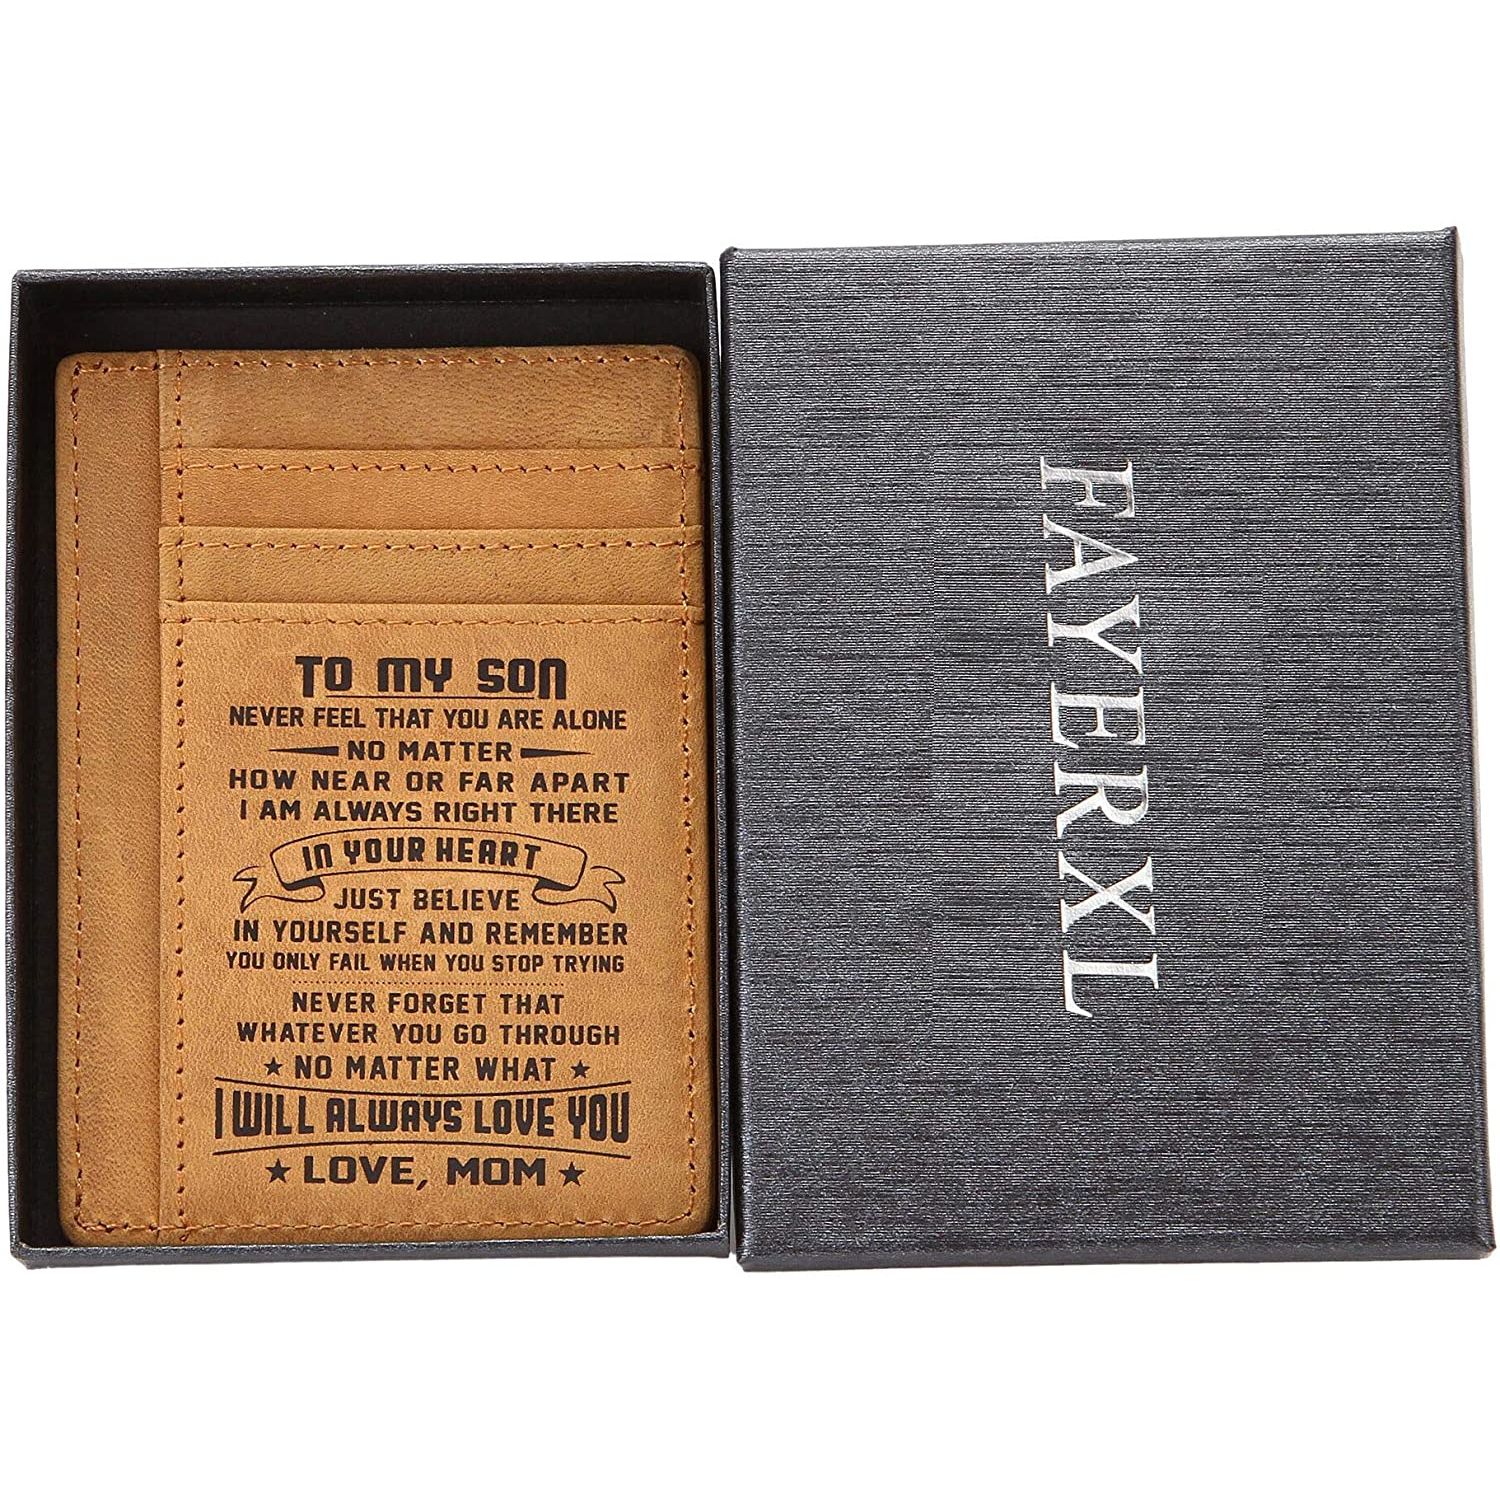 TO MY SON
NEVER FEEL THAT YOU ARE ALONE
NO MATTER
HOW NEAR OR FAR APART
I AM ALWAYS RIGHT THERE
IN YOUR HEART
JUST BELIEVE
IN YOURSELF AND REMEMBER
YOU ONLY FAIL WHEN YOU STOP TRYING
NEVER FORGET THAT
WHATEVER YOU GO THROUGH
NO MATTER WHAT
I WILL ALWAYS LOVE YOU
LOVE, MOM
FAYERXL